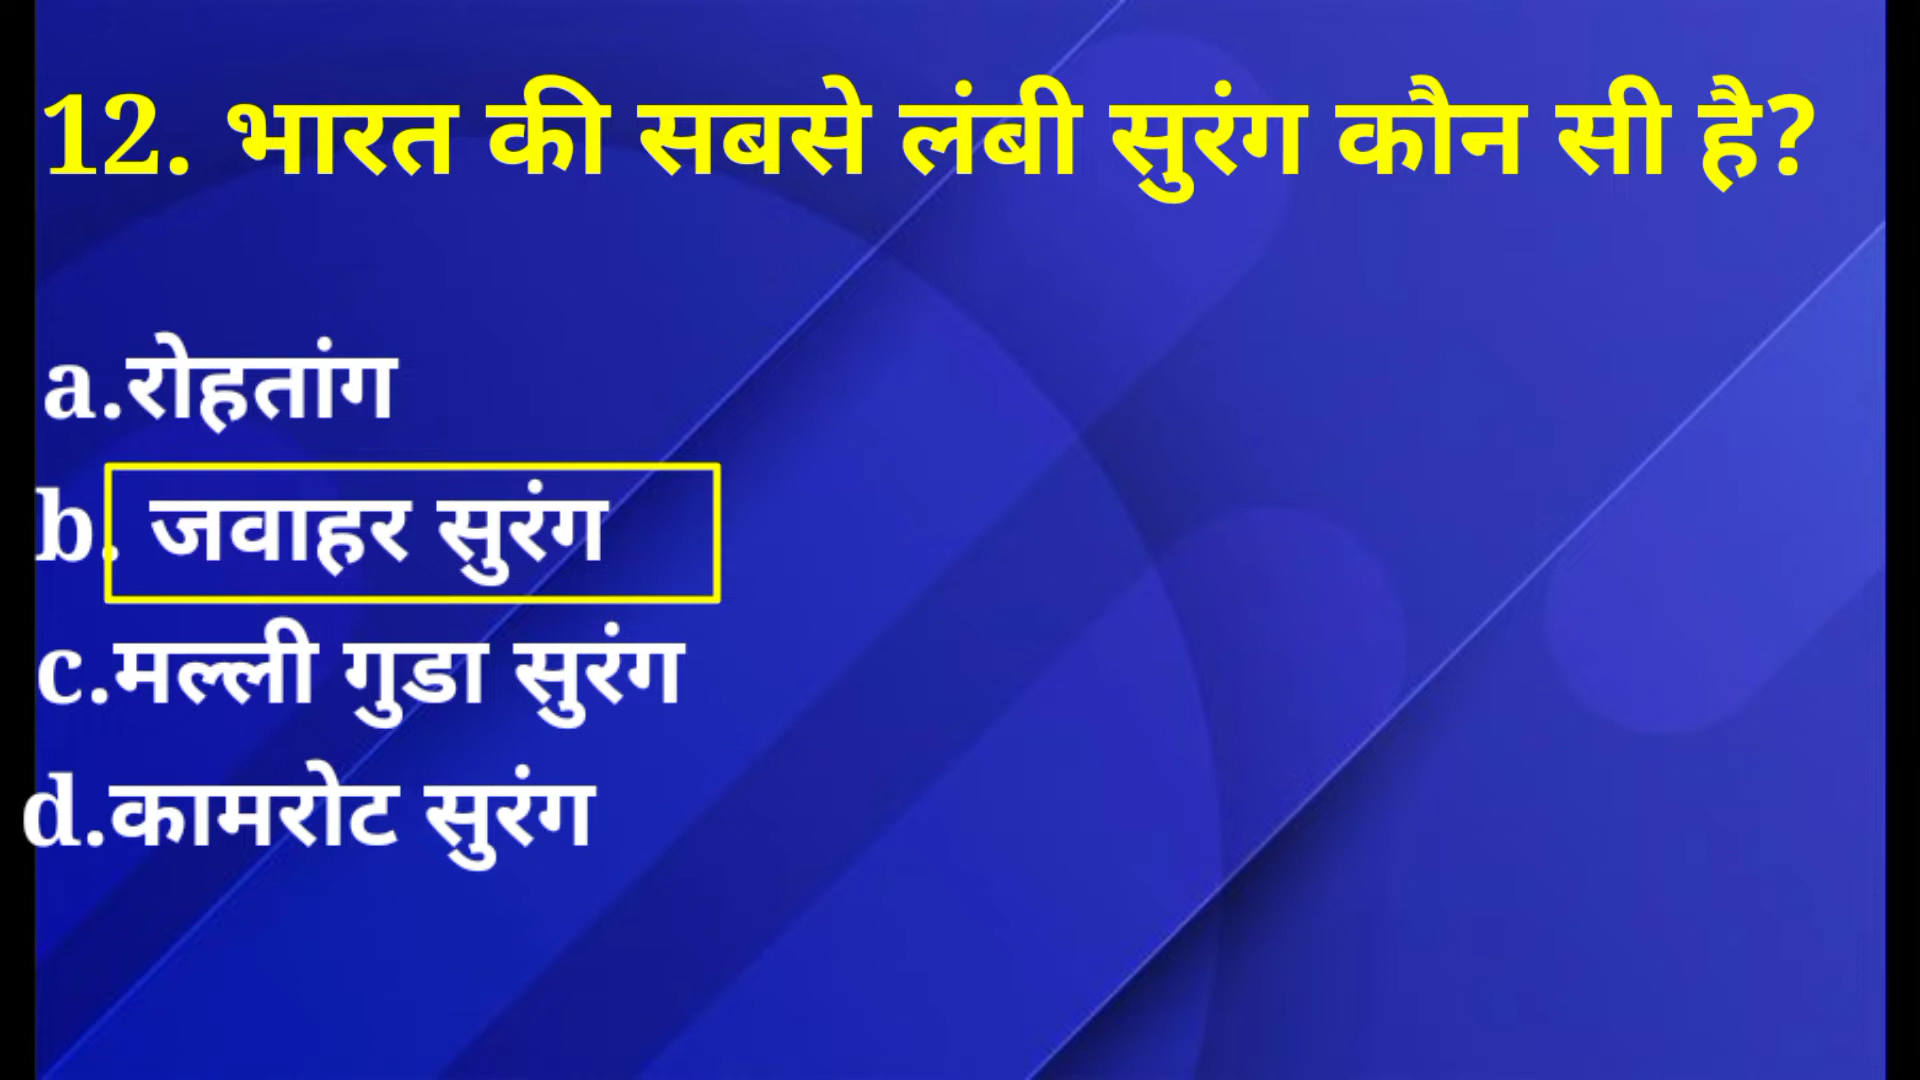 12. भारत की सबसे लंबी सुरंग कौन सी है?
a.रोहतांग
b. जवाहर सुरंग
c.मल्ली गुडा सुरंग
d.कामरोट सुरंग